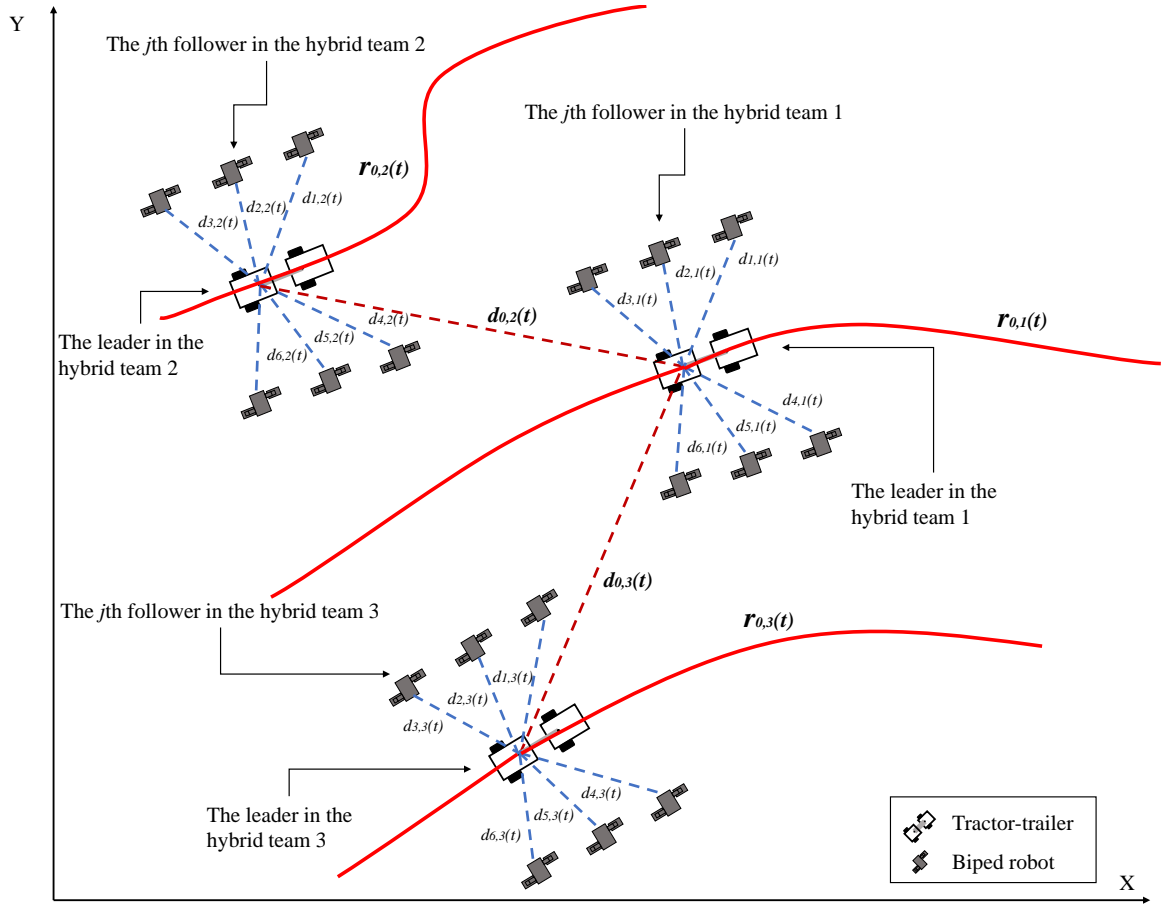 Y
The jth follower in the hybrid team 2
The jth follower in the hybrid team 1
r0,2(t)
d1,2(t)
d2,2(t)
d3,2(t)
d1,1(t)
d2,1(t)
d3,1(t)
d0,2(t)
d4,2(t)
d5,2(t)
d6,2(t)
r0,1(t)
The leader in the
hybrid team 2
d4,1(t)
d5,1(t)
d6,1(t)
The leader in the
hybrid team 1
d0,3(t)
The jth follower in the hybrid team 3
r0,3(t)
d1,3(t)
d2,3(t)
d3,3(t)
d4,3(t)
d5,3(t)
d6,3(t)
The leader in the
hybrid team 3
Tractor-trailer
Biped robot
X